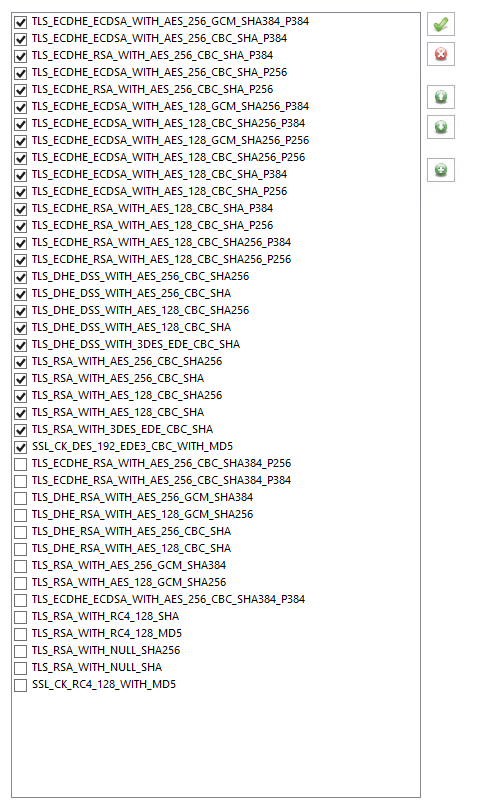 TLS_ECDHE_ECDSA_WITH_AES_256_GCM_SHA384_P384
TLS_ECDHE_ECDSA_WITH_AES_256_CBC_SHA_P384
TLS_ECDHE_RSA_WITH_AES_256_CBC_SHA_P384
TLS_ECDHE_ECDSA_WITH_AES_256_CBC_SHA_P256
TLS_ECDHE_RSA_WITH_AES_256_CBC_SHA_P256
TLS_ECDHE_ECDSA_WITH_AES_128_GCM_SHA256_P384
TLS_ECDHE_ECDSA_WITH_AES_128_CBC_SHA256_P384
TLS_ECDHE_ECDSA_WITH_AES_128_GCM_SHA256_P256
TLS_ECDHE_ECDSA_WITH_AES_128_CBC_SHA256_P256
TLS_ECDHE_ECDSA_WITH_AES_128_CBC_SHA_P384
TLS_ECDHE_ECDSA_WITH_AES_128_CBC_SHA_P256
TLS_ECDHE_RSA_WITH_AES_128_CBC_SHA_P384
TLS_ECDHE_RSA_WITH_AES_128_CBC_SHA_P256
TLS_ECDHE_RSA_WITH_AES_128_CBC_SHA256_P384
TLS_ECDHE_RSA_WITH_AES_128_CBC_SHA256_P256
TLS_DHE_DSS_WITH_AES_256_CBC_SHA256
TLS_DHE_DSS_WITH_AES_256_CBC_SHA
TLS_DHE_DSS_WITH_AES_128_CBC_SHA256
TLS_DHE_DSS_WITH_AES_128_CBC_SHA
TLS_DHE_DSS_WITH_3DES_EDE_CBC_SHA
TLS_RSA_WITH_AES_256_CBC_SHA256
TLS_RSA_WITH_AES_256_CBC_SHA
TLS_RSA_WITH_AES_128_CBC_SHA256
TLS_RSA_WITH_AES_128_CBC_SHA
TLS_RSA_WITH_3DES_EDE_CBC_SHA
SSL_CK_DES_192_EDE3_CBC_WITH_MD5
TLS_ECDHE_RSA_WITH_AES_256_CBC_SHA384_P256
TLS_ECDHE_RSA_WITH_AES_256_CBC_SHA384_P384
TLS_DHE_RSA_WITH_AES_256_GCM_SHA384
TLS_DHE_RSA_WITH_AES_128_GCM_SHA256
TLS_DHE_RSA_WITH_AES_256_CBC_SHA
TLS_DHE_RSA_WITH_AES_128_CBC_SHA
TLS_RSA_WITH_AES_256_GCM_SHA384
TLS_RSA_WITH_AES_128_GCM_SHA256
TLS_ECDHE_ECDSA_WITH_AES_256_CBC_SHA384_P384
TLS_RSA_WITH_RC4_128_SHA
TLS_RSA_WITH_RC4_128_MD5
TLS_RSA_WITH_NULL_SHA256
TLS_RSA_WITH_NULL_SHA
SSL_CK_RC4_128_WITH_MD5